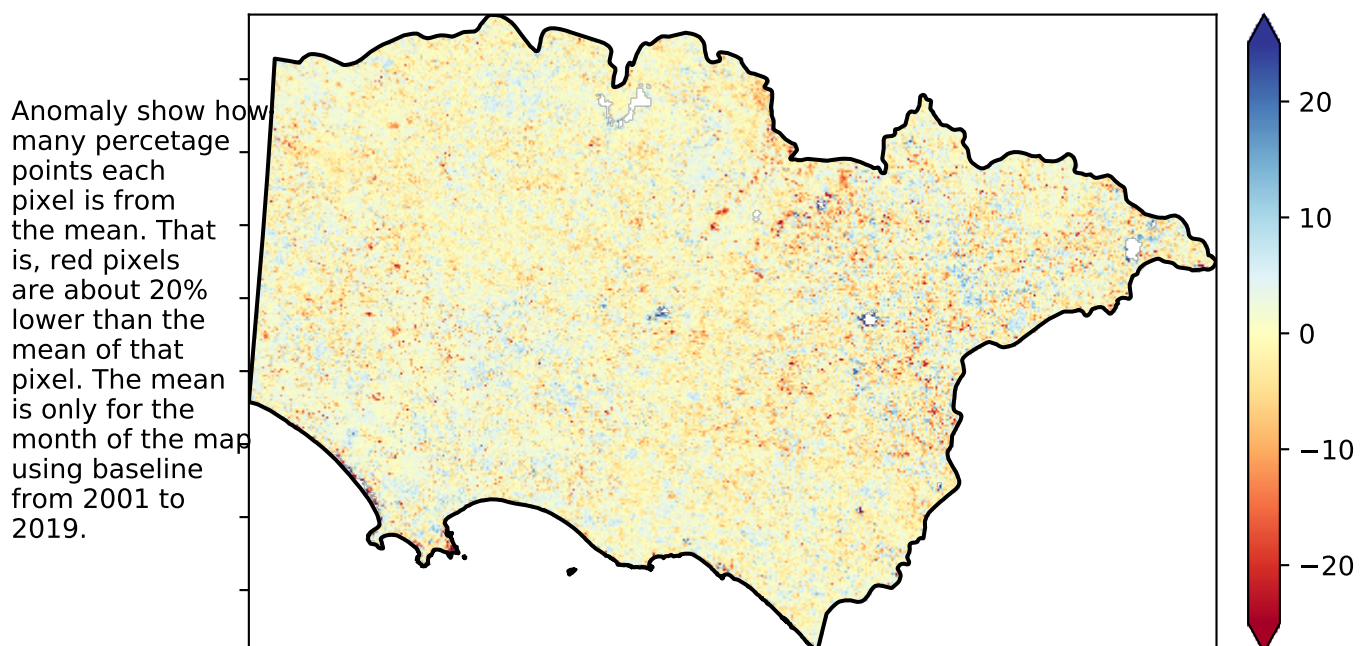 Anomaly show how
many percetage
points each
pixel is from
the mean. That
is, red pixels
are about 20%
lower than the
mean of that
pixel. The mean
is only for the
month of the map
using baseline
from 2001 to
2019.
20
10
0
−10
−20